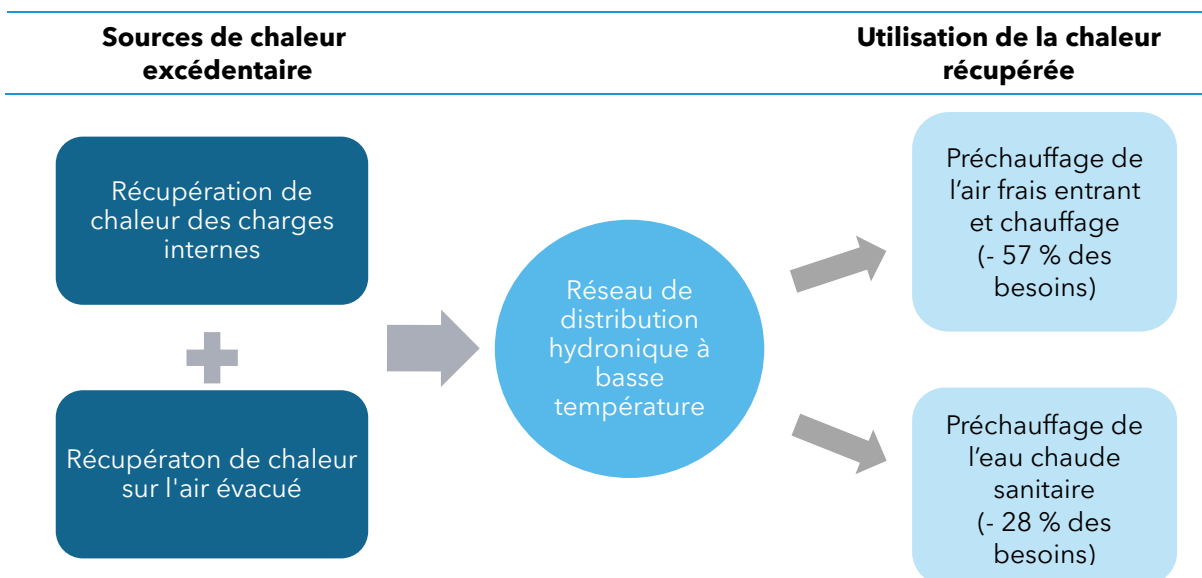 Sources de chaleur
excédentaire
Utilisation de la chaleur
récupérée
Récupération de
chaleur des charges
internes
Récupératon de chaleur
sur l'air évacué
Réseau de
distribution
hydronique à
basse
température
Préchauffage de
l’air frais entrant
et chauffage
(- 57 % des
besoins)
Préchauffage de
l’eau chaude
sanitaire
(- 28 % des
besoins)